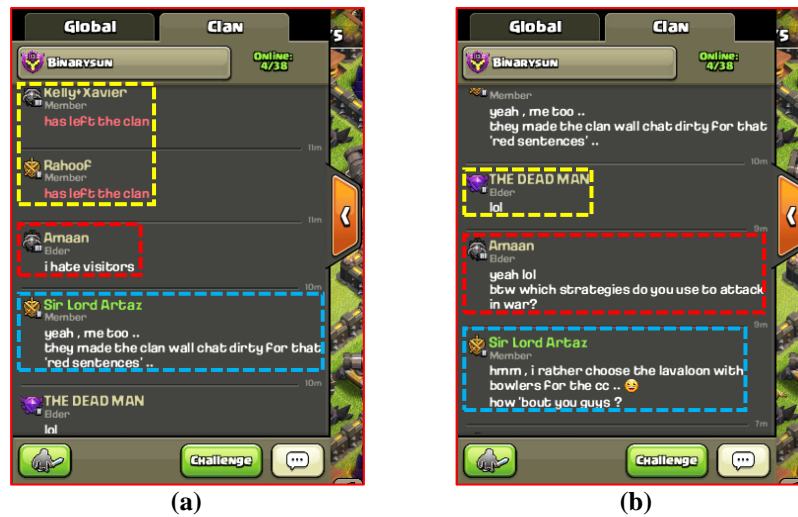 Global
Clan
Binarysun
Online:
4/38
Kelly+Xavier
Member
has left the clan
11m
Rahoof
Member
has left the clan
11m
Amaan
Elder
i hate visitors
10m
Sir Lord Artaz
Member
yeah , me too ..
they made the clan wall chat dirty for that
'red sentences' ..
10m
THE DEAD MAN
Elder
lol
Challenge
(a)
Global
Clan
Binarysun
Online:
4/38
Member
yeah , me too ..
they made the clan wall chat dirty for that
'red sentences' ..
10m
THE DEAD MAN
Elder
lol
9m
Amaan
Elder
yeah lol
btw which strategies do you use to attack
in war?
9m
Sir Lord Artaz
Member
hmm , i rather choose the lavaloon with
bowlers for the cc .. 😆
how 'bout you guys ?
7m
Challenge
(b)